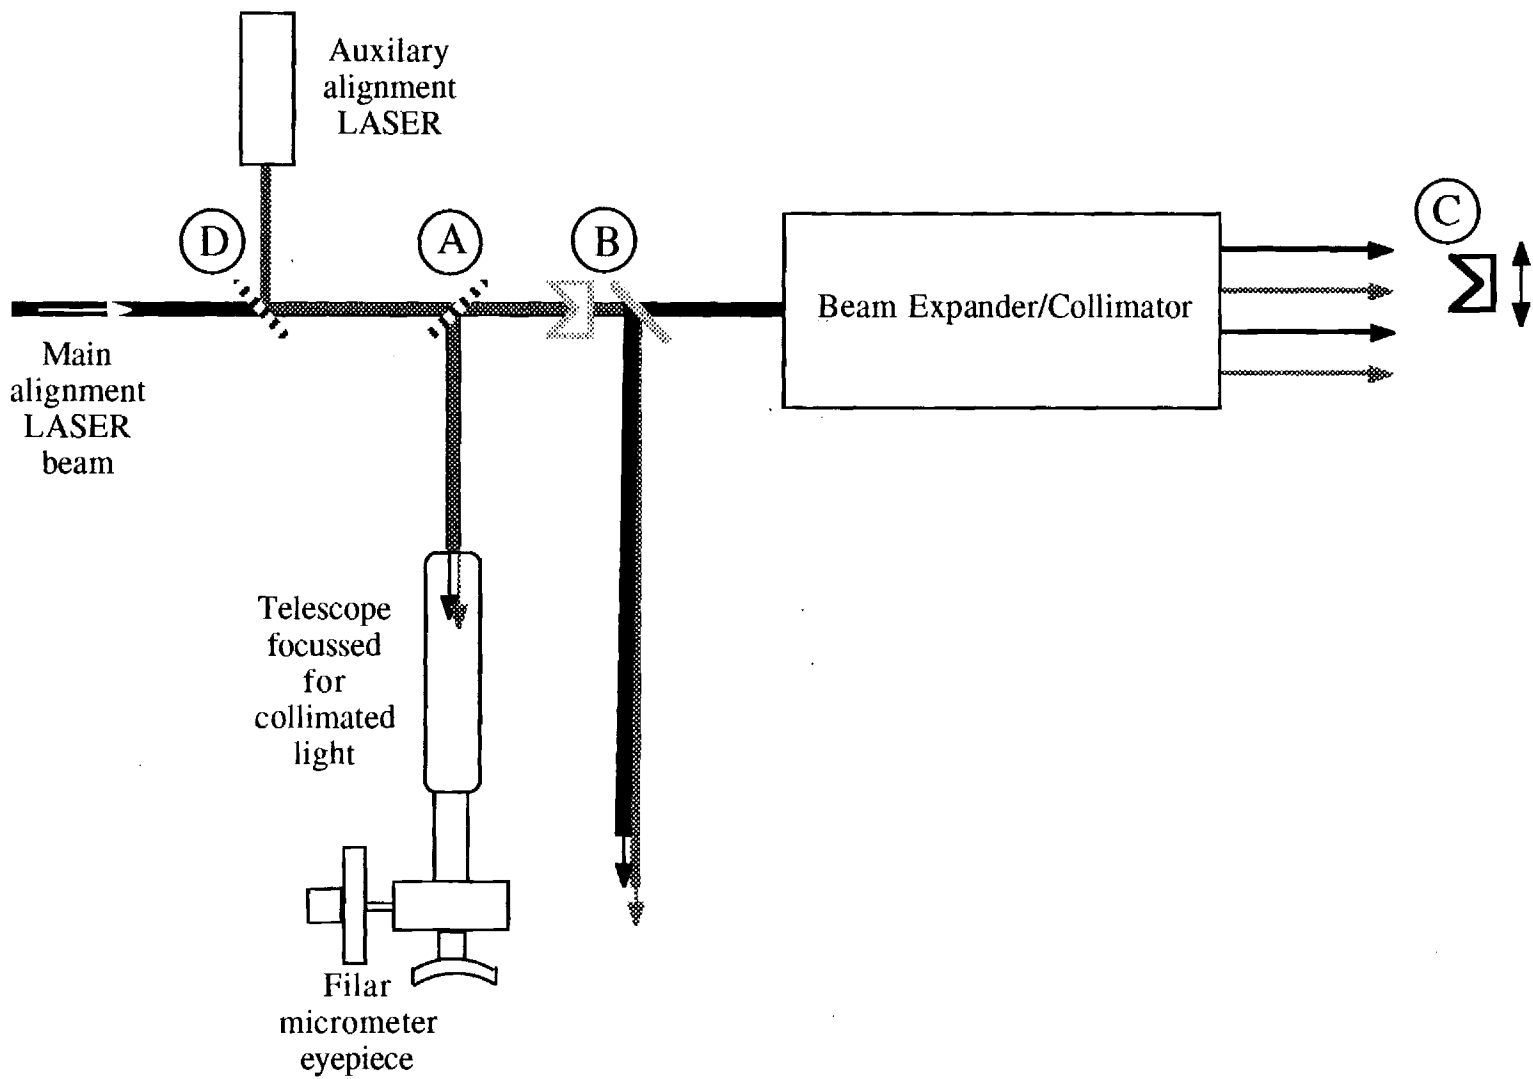 Auxilary
alignment
LASER
D
A
B
C
Beam Expander/Collimator
Main
alignment
LASER
beam
Telescope
focussed
for
collimated
light
Filar
micrometer
eyepiece